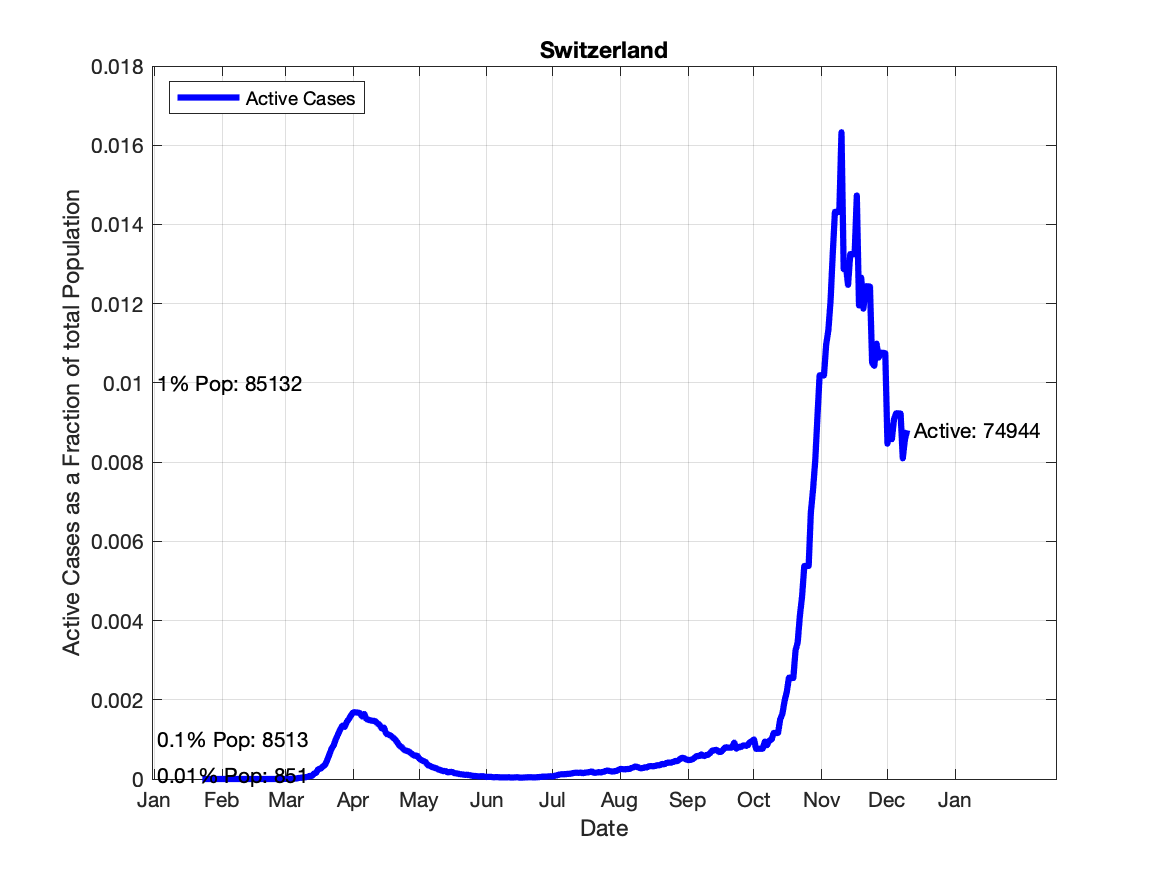 Switzerland
0.018
Active Cases
0.016
0.014
0.012
0.01
1% Pop: 85132
Active: 74944
0.008
0.006
0.004
0.002
0.1% Pop: 8513
0.01% Pop: 851
0
Jan Feb Mar Apr May Jun Jul Aug Sep Oct Nov Dec Jan
Date
Active Cases as a Fraction of total Population